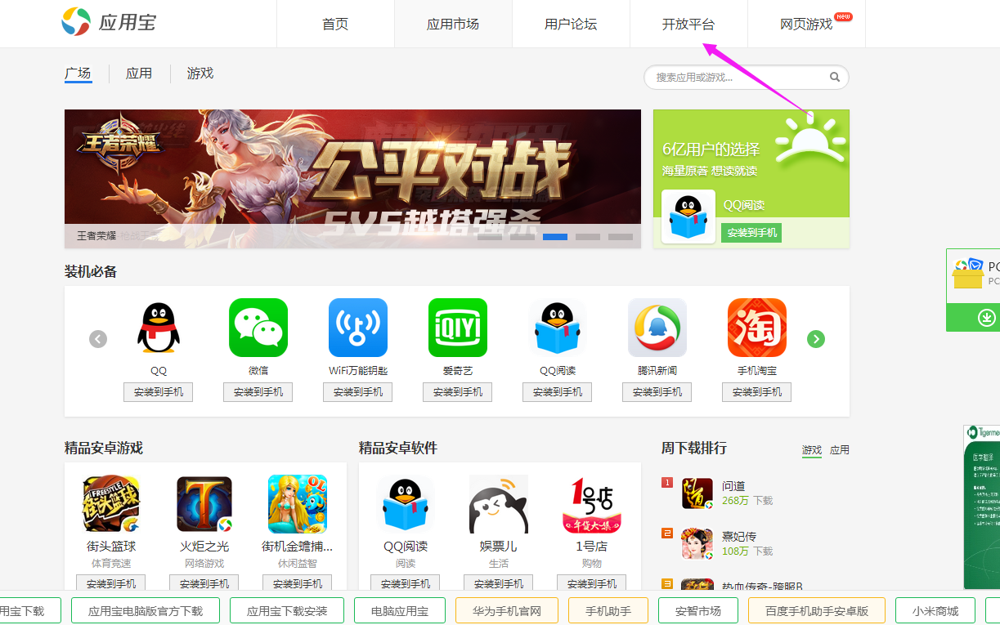 应用宝
首页
应用市场
用户论坛
开放平台
网页游戏
new
广场
应用
游戏
搜索应用或游戏...
王者荣耀
公平对战
5V5越塔强杀
王者荣耀
6亿用户的选择
海量原著 想读就读
QQ阅读
安装到手机
装机必备
QQ
微信
WiFi万能钥匙
爱奇艺
QQ阅读
腾讯新闻
手机淘宝
QIYI
淘
安装到手机
安装到手机
安装到手机
安装到手机
安装到手机
安装到手机
安装到手机
精品安卓游戏
精品安卓软件
周下载排行
游戏
应用
FREESTYLE
街头篮球
OL
1号店
年货大集
街头篮球
火炬之光
街机金蟾捕...
QQ阅读
娱票儿
1号店
体育竞速
网络游戏
休闲益智
阅读
生活
购物
安装到手机
安装到手机
安装到手机
安装到手机
安装到手机
安装到手机
1
问道
问道
268万 下载
2
熹妃传
108万 下载
3
热血传奇-跨服B
PC
PC
Tigerme
医学翻译
用宝下载
应用宝电脑版官方下载
应用宝下载安装
电脑应用宝
华为手机官网
手机助手
安智市场
百度手机助手安卓版
小米商城